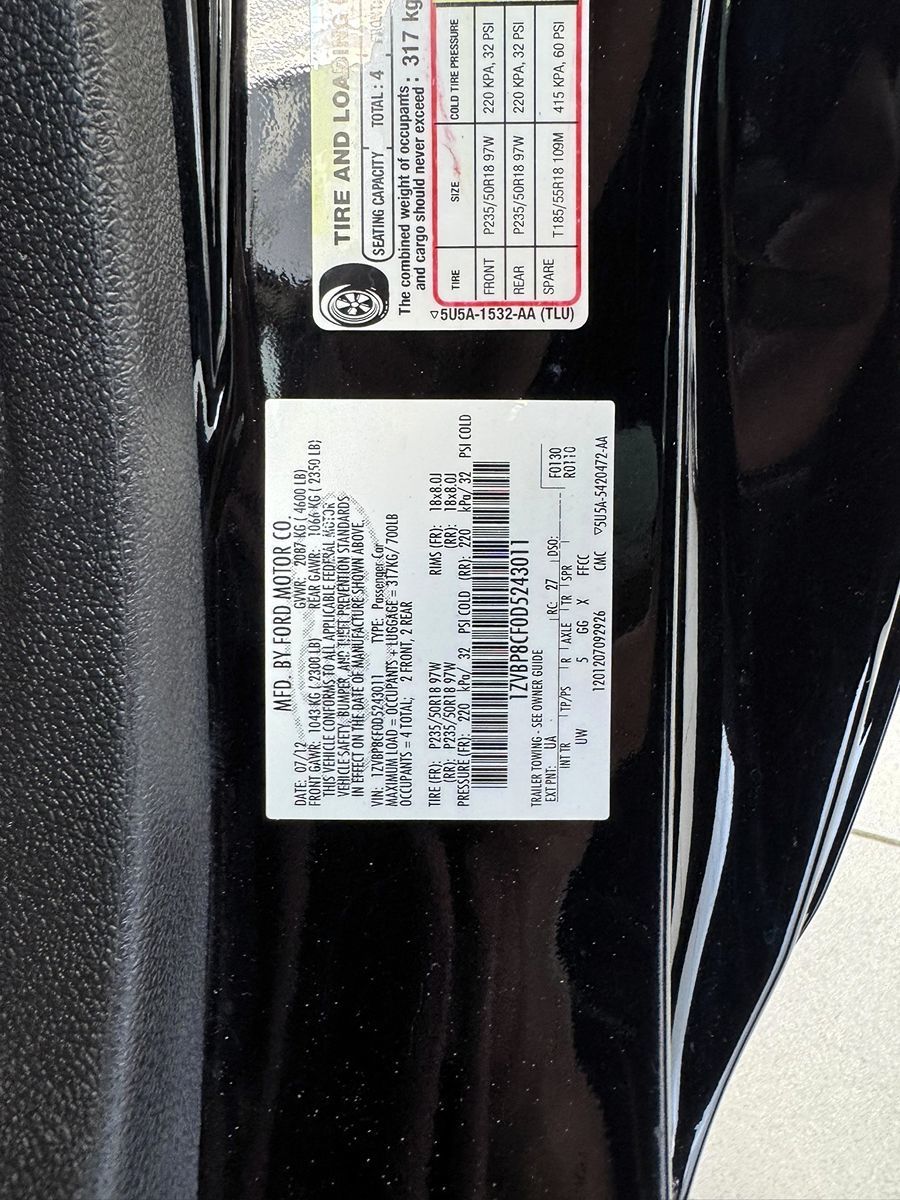 MFD. BY FORD MOTOR CO.
DATE: 07/12 GVWR: 2087 KG ( 4600 LB)
FRONT GAWR: 1043 KG ( 2300 LB) REAR GAWR: 1066 KG ( 2350 LB)
THIS VEHICLE CONFORMS TO ALL APPLICABLE FEDERAL MOTOR
VEHICLE SAFETY, BUMPER, AND THEFT PREVENTION STANDARDS
IN EFFECT ON THE DATE OF MANUFACTURE SHOWN ABOVE.
VIN: 1ZVBP8CF0D5243011 TYPE: Passenger Car
MAXIMUM LOAD = OCCUPANTS + LUGGAGE = 317KG/ 700LB
OCCUPANTS = 4 TOTAL, 2 FRONT, 2 REAR
TIRE (FR): P235/50R18 97W RIMS (FR): 18x8.0J
(RR): P235/50R18 97W (RR): 18x8.0J
PRESSURE (FR): 220 kPa/ 32 PSI COLD (RR): 220 kPa/ 32 PSI COLD
1ZVBP8CF0D5243011
TRAILER TOWING - SEE OWNER GUIDE F0130
EXT PNT: UA RC: 27 DSO: R0110
INT TR TP/PS R AXLE TR SPR
UW 5 GG X FFCC
1201207092926 CMC ▽5U5A-5420472-AA
TIRE AND LOADING
SEATING CAPACITY TOTAL : 4
The combined weight of occupants
and cargo should never exceed : 317 kg
TIRE SIZE COLD TIRE PRESSURE
FRONT P235/50R18 97W 220 KPA, 32 PSI
REAR P235/50R18 97W 220 KPA, 32 PSI
SPARE T185/55R18 109M 415 KPA, 60 PSI
▽5U5A-1532-AA (TLU)